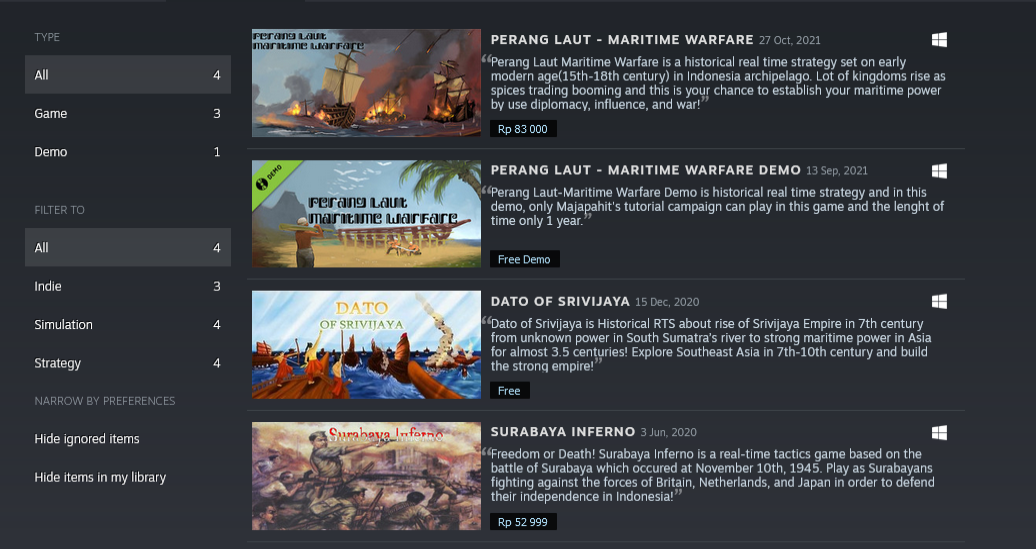 TYPE
All 4
Game 3
Demo 1
FILTER TO
All 4
Indie 3
Simulation 4
Strategy 4
NARROW BY PREFERENCES
Hide ignored items
Hide items in my library
Perang Laut
Maritime Warfare
PERANG LAUT - MARITIME WARFARE 27 Oct, 2021
“Perang Laut Maritime Warfare is a historical real time strategy set on early
modern age(15th-18th century) in Indonesia archipelago. Lot of kingdoms rise as
spices trading booming and this is your chance to establish your maritime power
by use diplomacy, influence, and war!”
Rp 83 000
DEMO
Perang Laut
Maritime Warfare
PERANG LAUT - MARITIME WARFARE DEMO 13 Sep, 2021
“Perang Laut-Maritime Warfare Demo is historical real time strategy and in this
demo, only Majapahit's tutorial campaign can play in this game and the lenght of
time only 1 year.”
Free Demo
DATO
OF SRIVIJAYA
DATO OF SRIVIJAYA 15 Dec, 2020
“Dato of Srivijaya is Historical RTS about rise of Srivijaya Empire in 7th century
from unknown power in South Sumatra's river to strong maritime power in Asia
for almost 3.5 centuries! Explore Southeast Asia in 7th-10th century and build
the strong empire!”
Free
Surabaya Inferno
SURABAYA INFERNO 3 Jun, 2020
“Freedom or Death! Surabaya Inferno is a real-time tactics game based on the
battle of Surabaya which occured at November 10th, 1945. Play as Surabayans
fighting against the forces of Britain, Netherlands, and Japan in order to defend
their independence in Indonesia!”
Rp 52 999